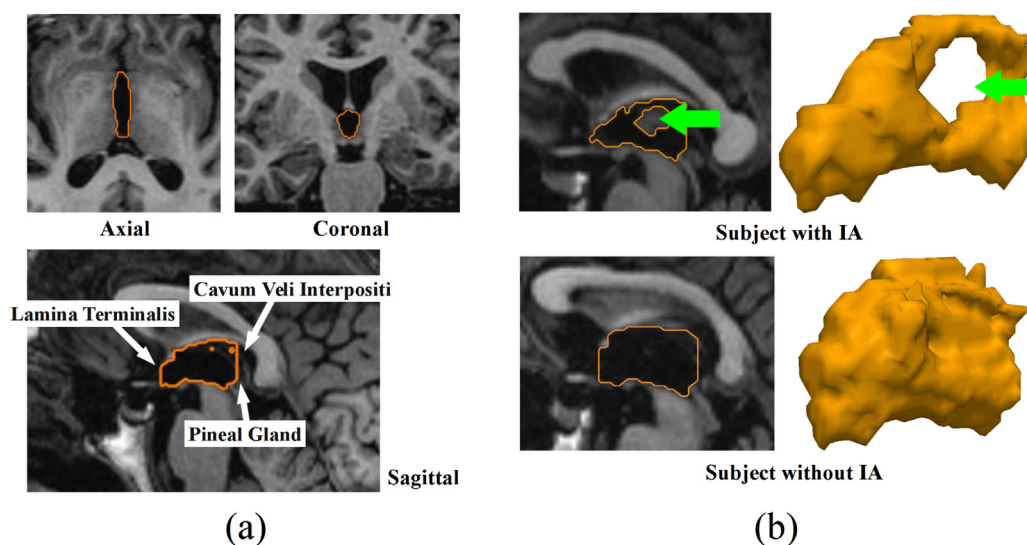 Axial
Coronal
Lamina Terminalis
Cavum Veli Interpositi
Pineal Gland
Sagittal
(a)
Subject with IA
Subject without IA
(b)